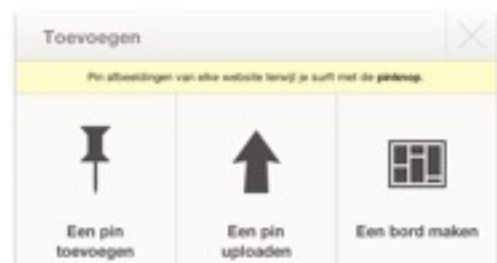 Toevoegen
Pin afbeeldingen van elke website terwijl je surft met de pinknop.
Een pin
toevoegen
Een pin
uploaden
Een bord maken